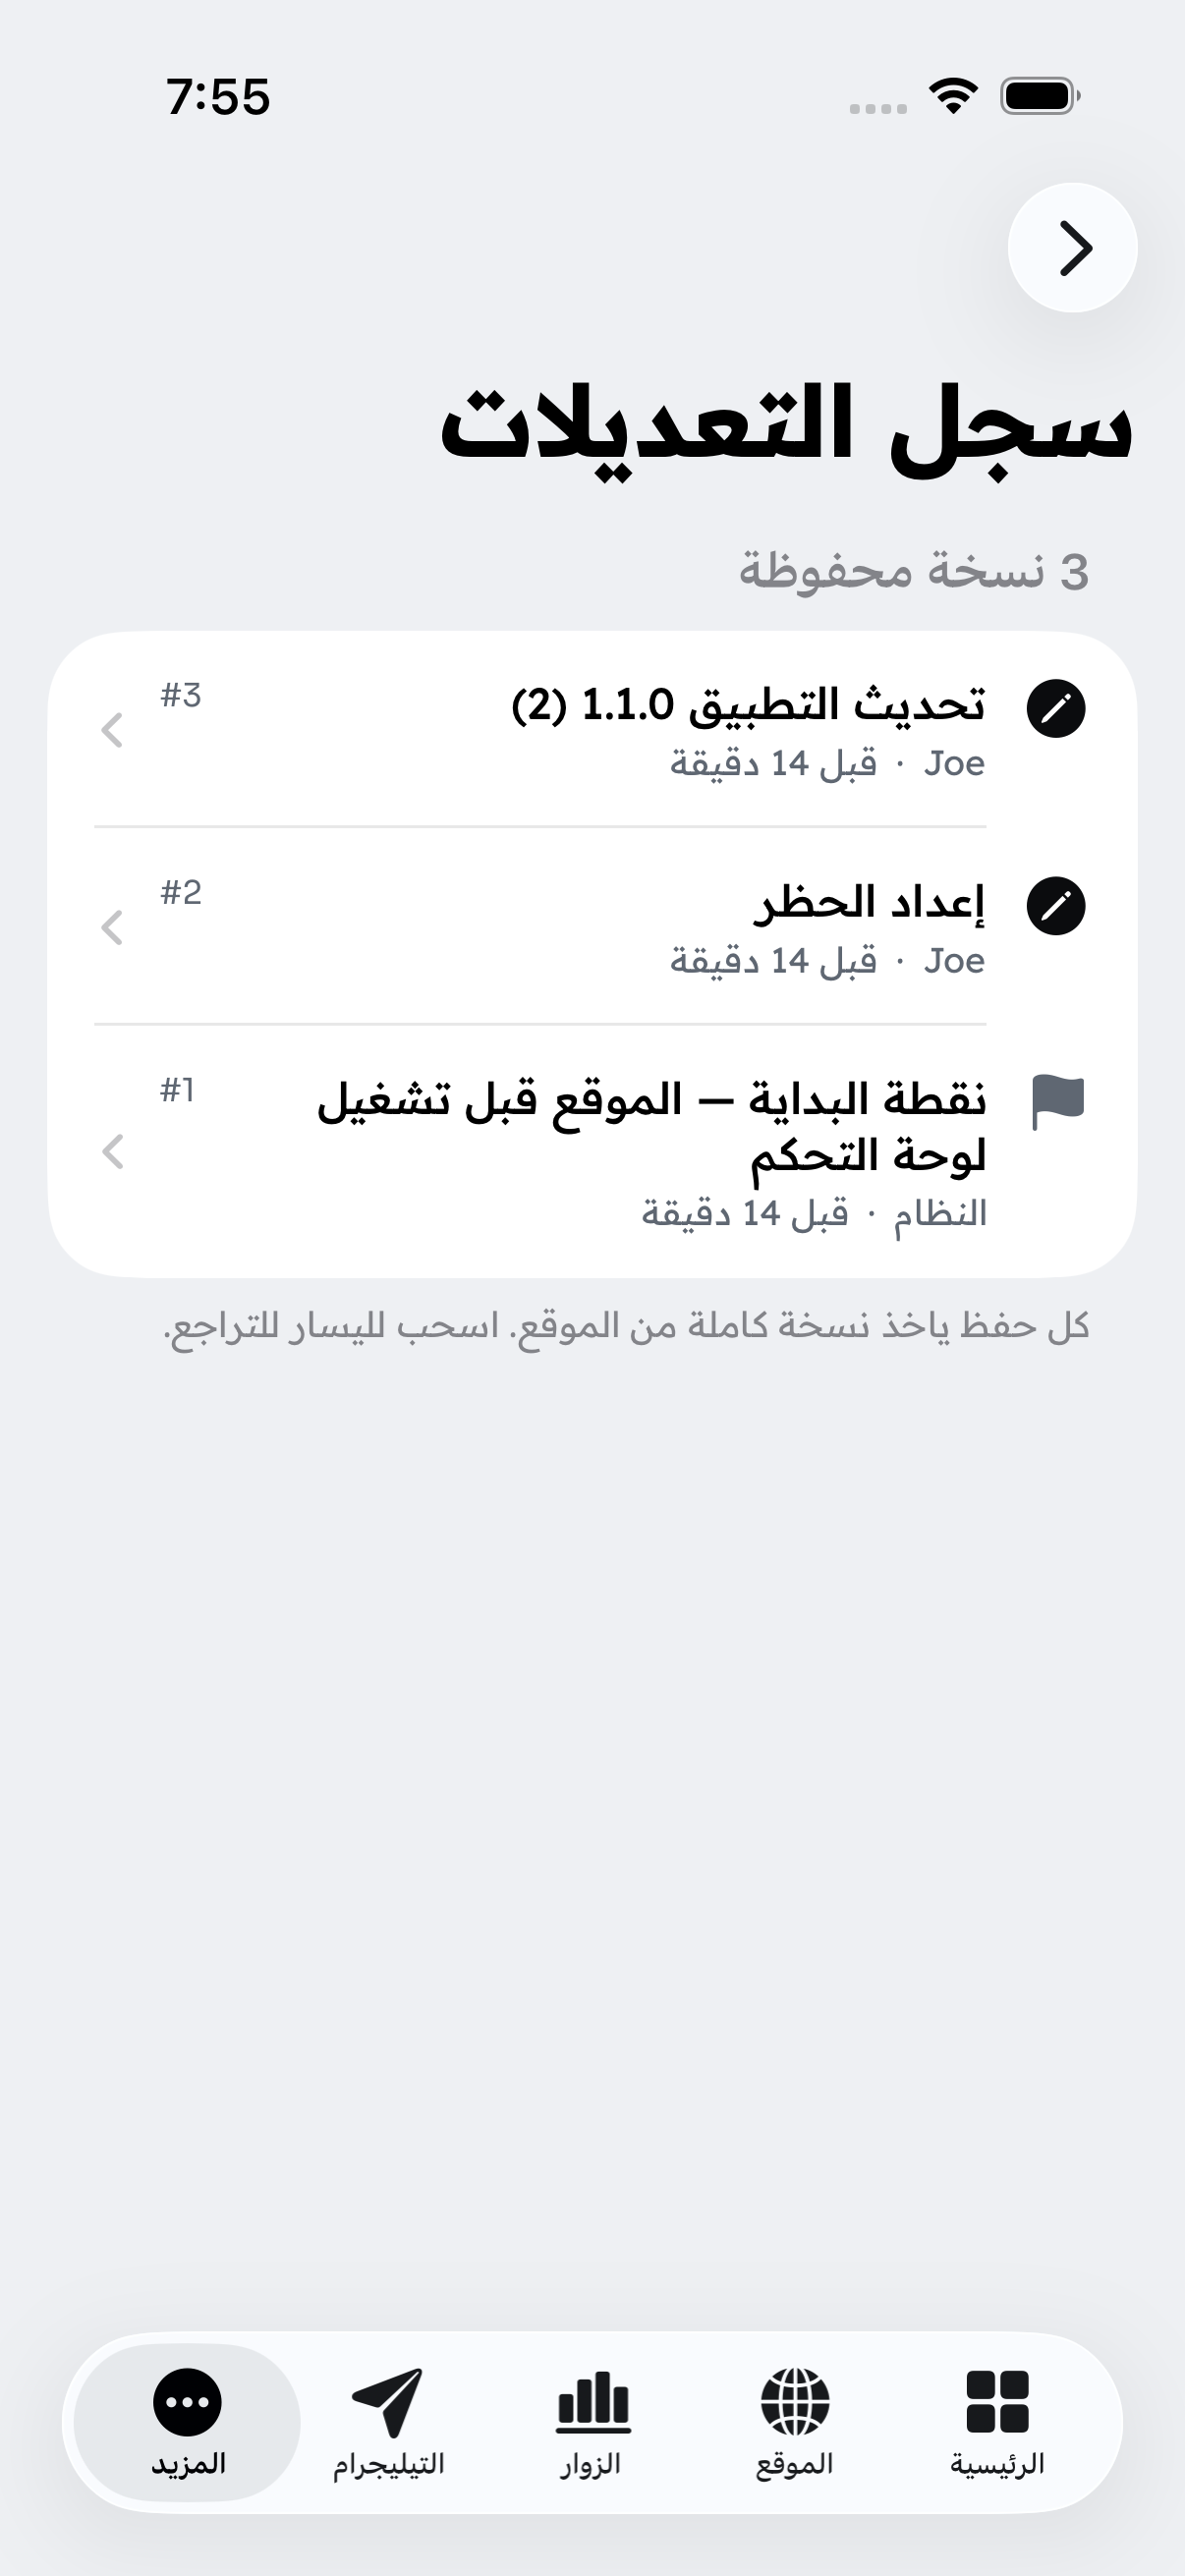 7:55
سجل التعديلات
3 نسخة محفوظة
تحديث التطبيق 1.1.0 (2)
#3
Joe · قبل 14 دقيقة
إعداد الحظر
#2
Joe · قبل 14 دقيقة
نقطة البداية — الموقع قبل تشغيل
#1
لوحة التحكم
النظام · قبل 14 دقيقة
كل حفظ ياخذ نسخة كاملة من الموقع. اسحب لليسار للتراجع.
الرئيسية
الموقع
الزوار
التيليجرام
المزيد